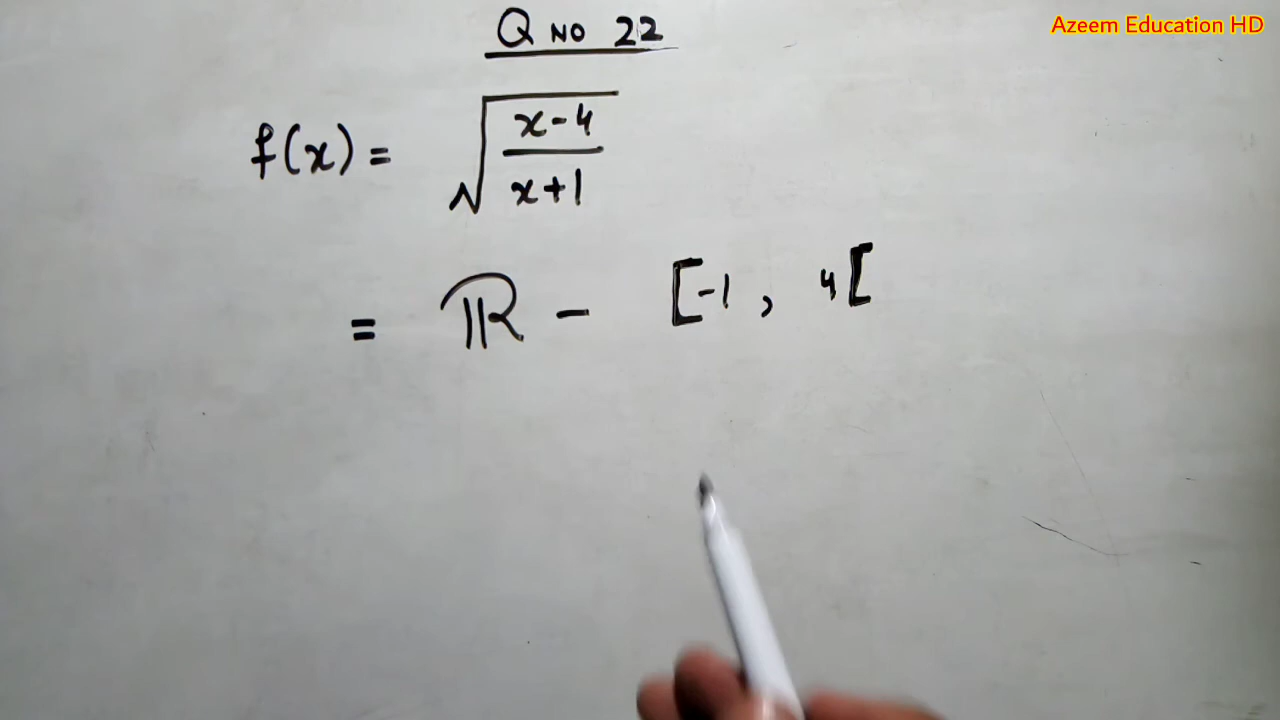 Q NO 22
Azeem Education HD
f(x) = √((x-4)/(x+1))
= ℝ - [-1, 4[